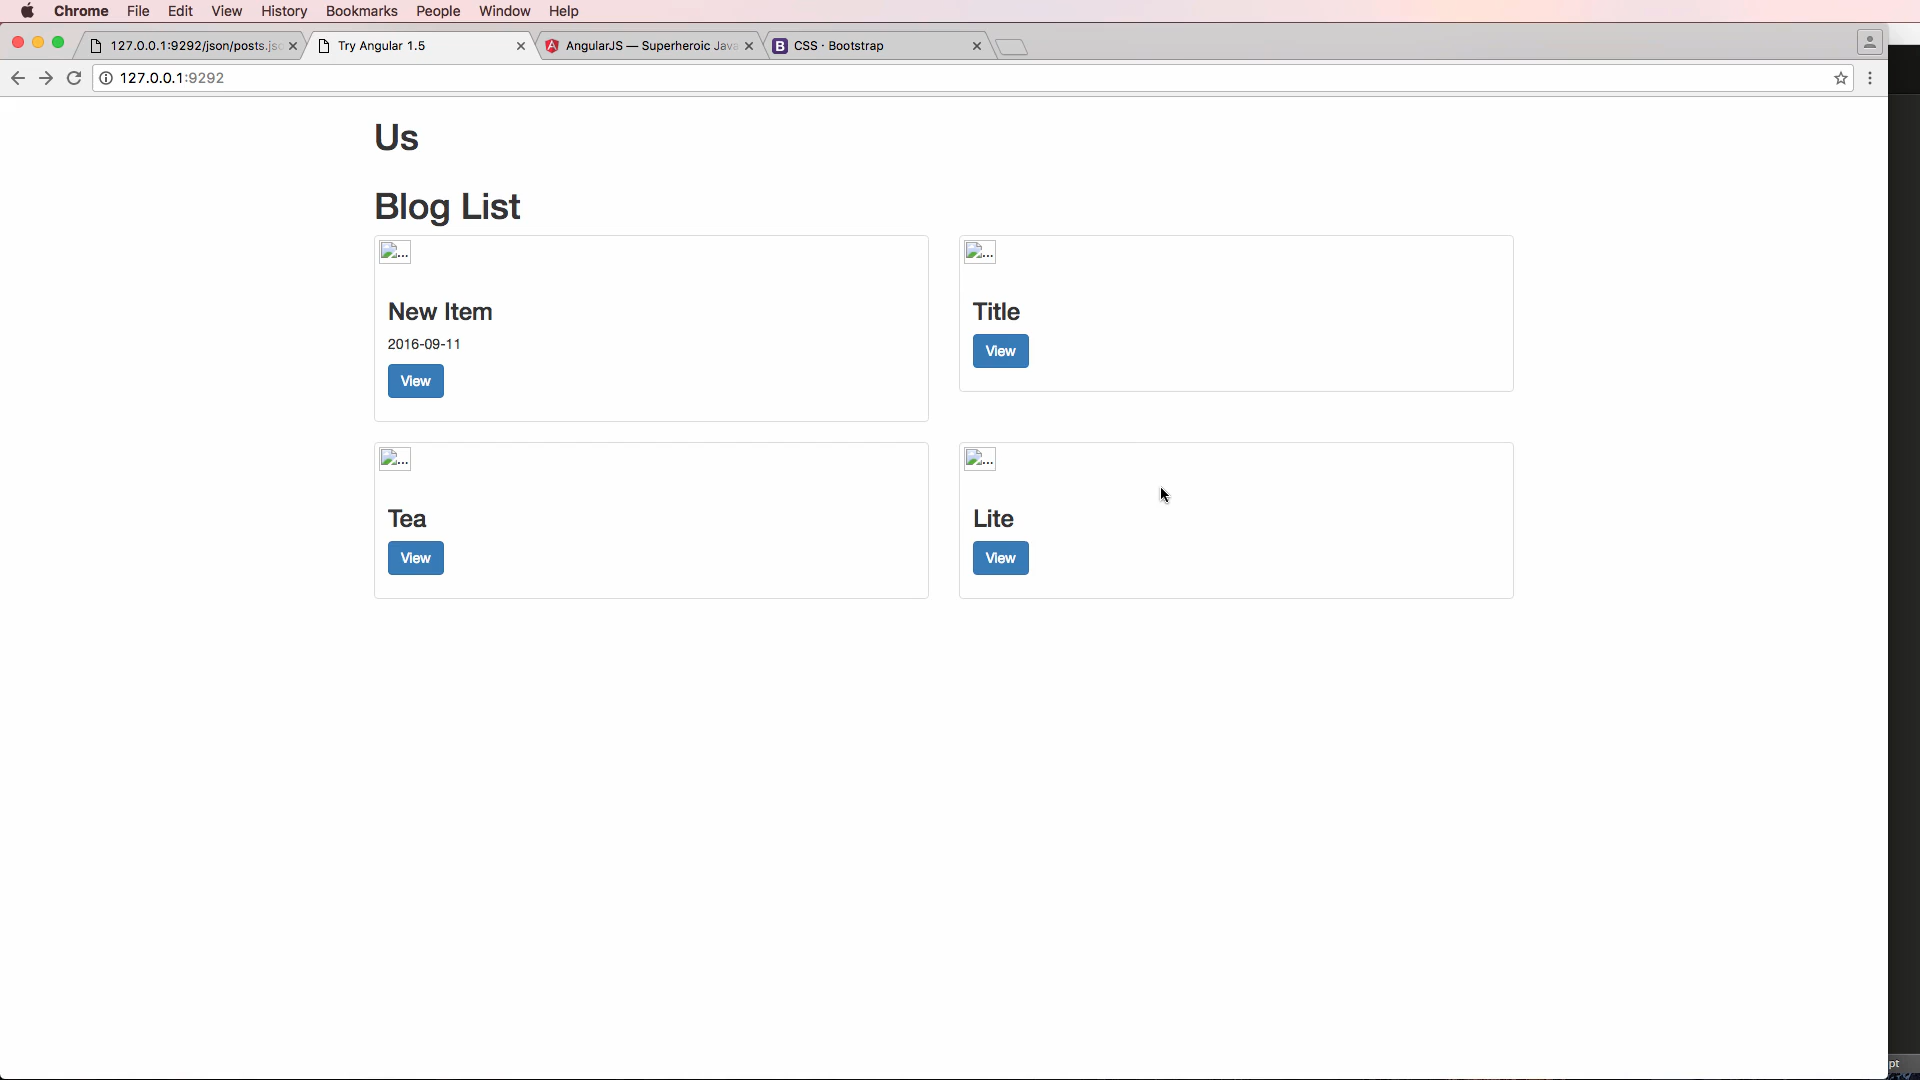 Chrome File Edit View History Bookmarks People Window Help
127.0.0.1:9292/json/posts.js
Try Angular 1.5
AngularJS — Superheroic Java
CSS · Bootstrap
127.0.0.1:9292
Us
Blog List
...
New Item
2016-09-11
View
...
Title
View
...
Tea
View
...
Lite
View
pt